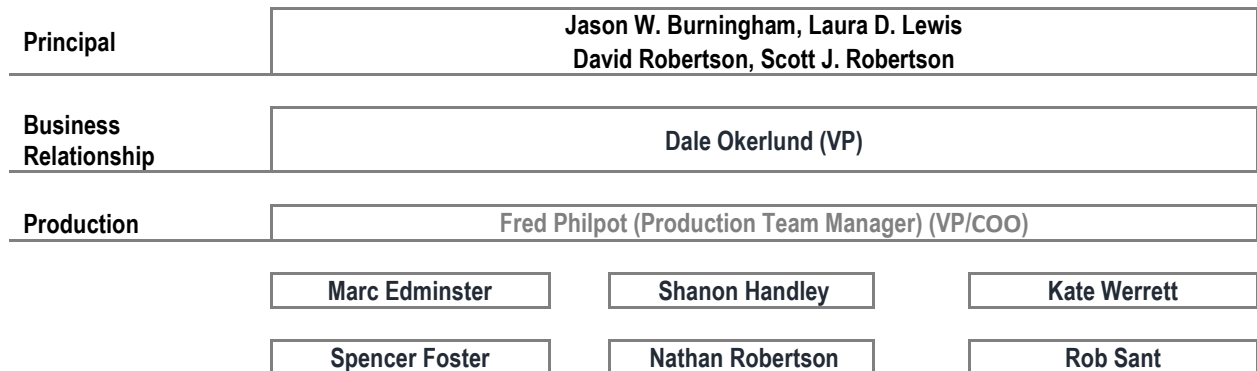 Principal
Jason W. Burningham, Laura D. Lewis
David Robertson, Scott J. Robertson
Business
Relationship
Dale Okerlund (VP)
Production
Fred Philpot (Production Team Manager) (VP/COO)
Marc Edminster
Shanon Handley
Kate Werrett
Spencer Foster
Nathan Robertson
Rob Sant